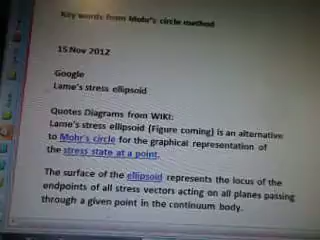 Key words from Mohr's circle method
15 Nov 2012
Google
Lame's stress ellipsoid
Quotes Diagrams from WIKI:
Lame's stress ellipsoid (Figure coming) is an alternative
to Mohr's circle for the graphical representation of
the stress state at a point.
The surface of the ellipsoid represents the locus of the
endpoints of all stress vectors acting on all planes passing
through a given point in the continuum body.